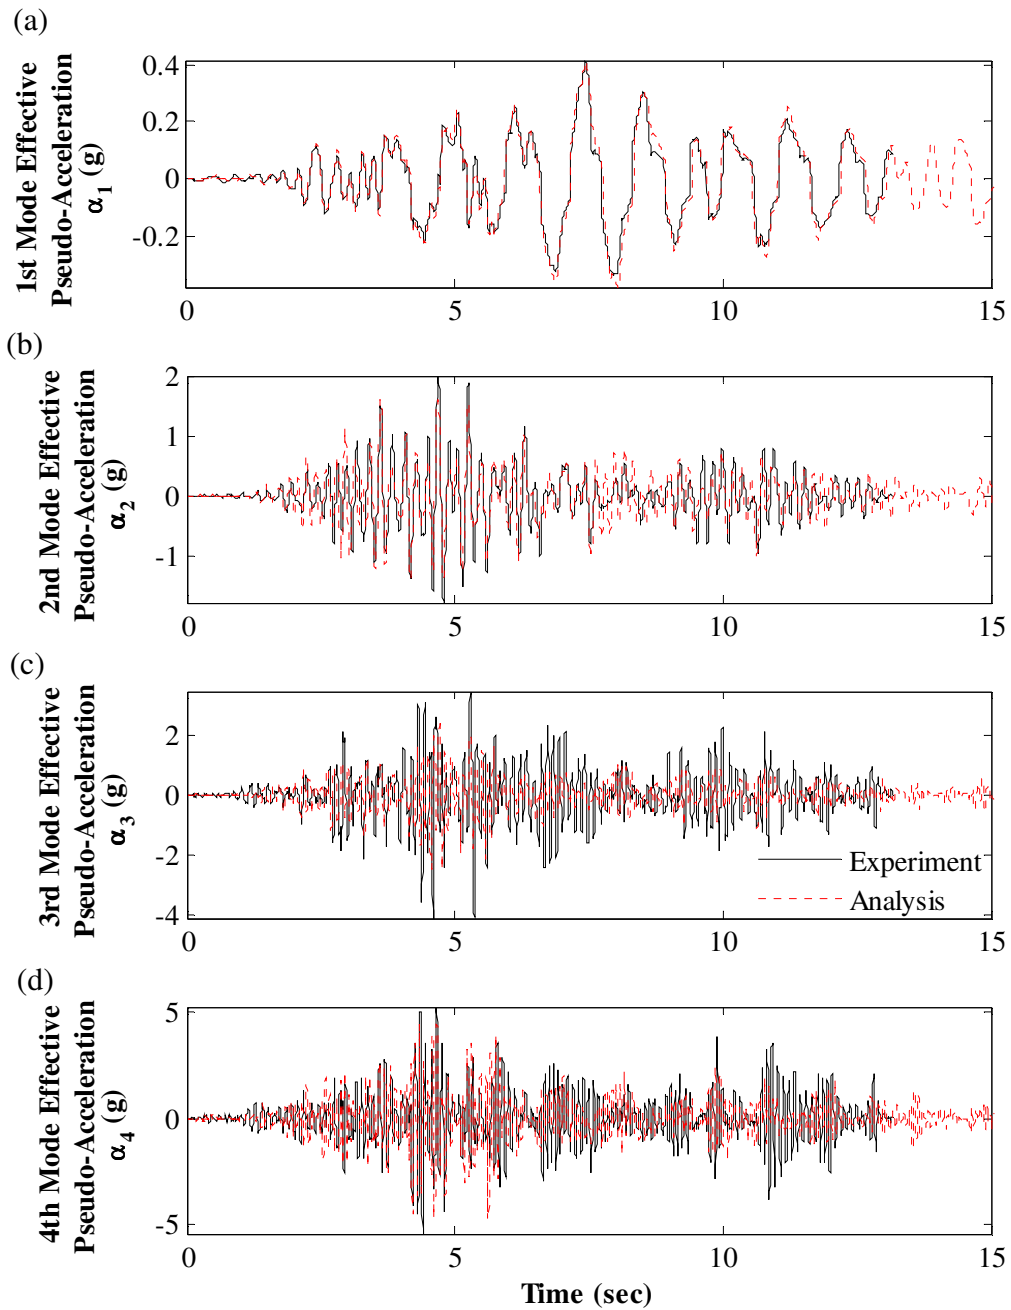 (a)
1st Mode Effective
Pseudo-Acceleration
α1 (g)
0.4
0.2
0
-0.2
0 5 10 15
(b)
2nd Mode Effective
Pseudo-Acceleration
α2 (g)
2
1
0
-1
0 5 10 15
(c)
3rd Mode Effective
Pseudo-Acceleration
α3 (g)
2
0
-2
-4
Experiment
Analysis
0 5 10 15
(d)
4th Mode Effective
Pseudo-Acceleration
α4 (g)
5
0
-5
0 5 10 15
Time (sec)